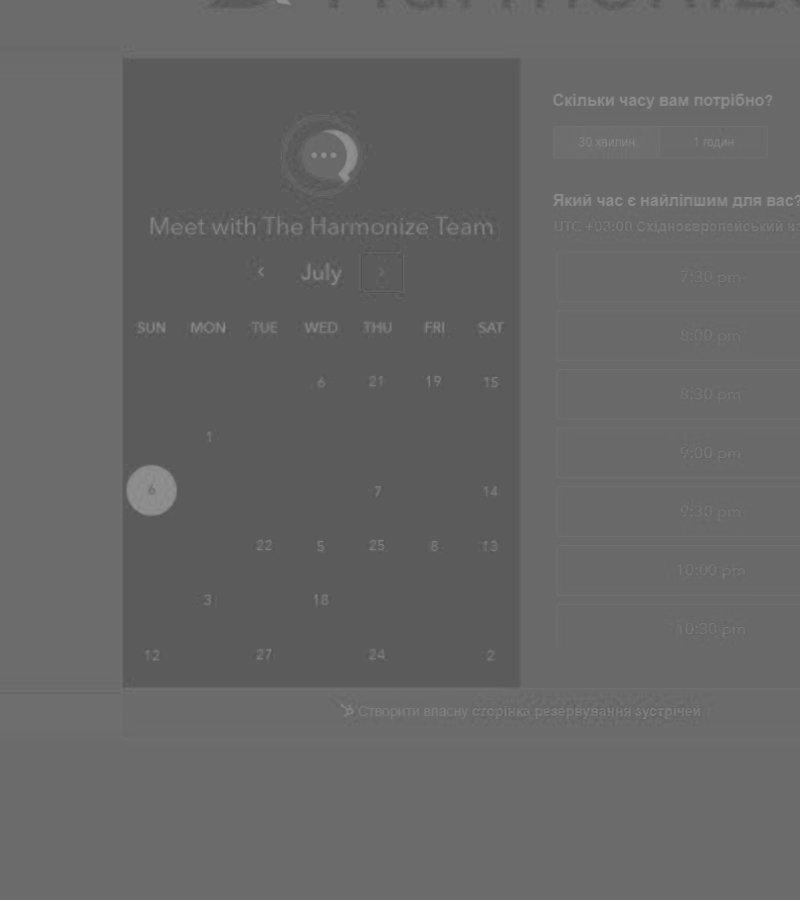 Meet with The Harmonize Team
July
SUN MON TUE WED THU FRI SAT
6 21 19 15
1
6 7 14
22 5 25 8 13
3 18
12 27 24 2
Скільки часу вам потрібно?
30 хвилин 1 годин
Який час є найліпшим для вас?
UTC +03:00 Східноєвропейський
7:30 pm
8:00 pm
8:30 pm
9:00 pm
9:30 pm
10:00 pm
10:30 pm
Створити власну сторінка резервування зустрічей